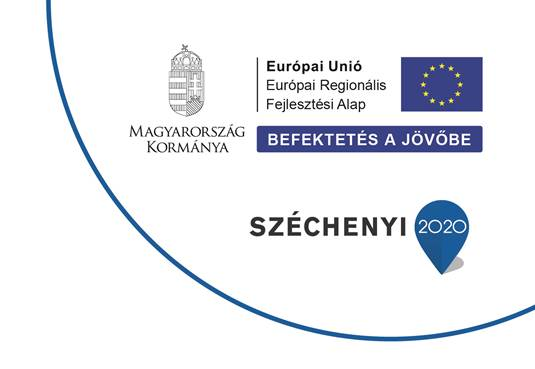 MAGYARORSZÁG
KORMÁNYA
Európai Unió
Európai Regionális
Fejlesztési Alap
BEFEKTETÉS A JÖVŐBE
SZÉCHENYI 2020